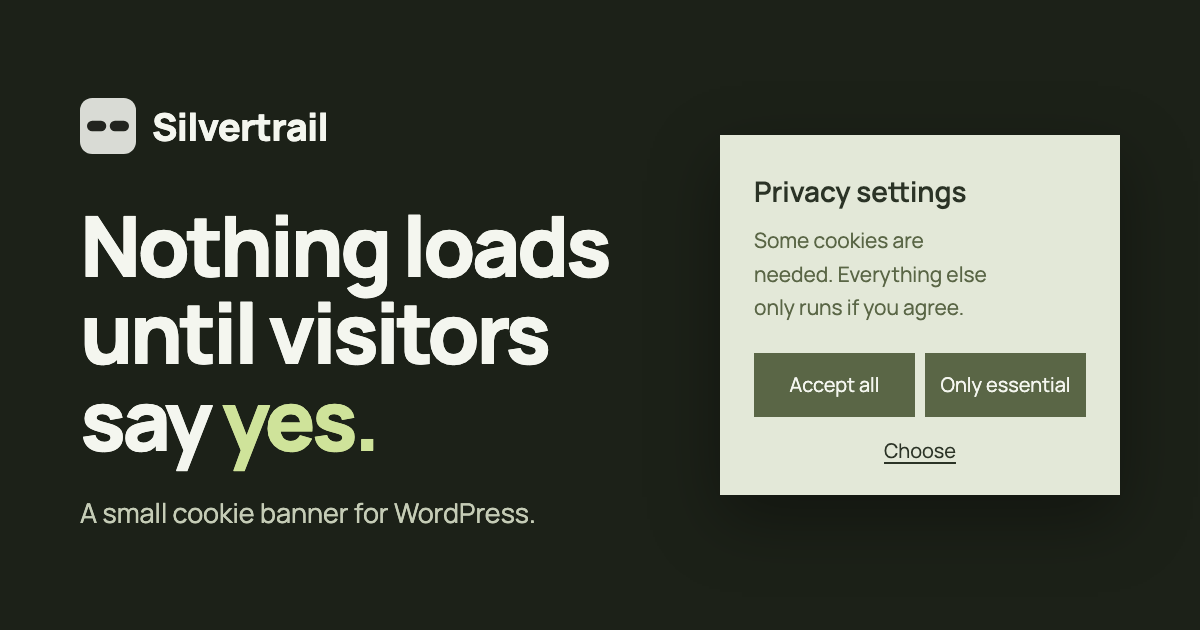 Silvertrail
Nothing loads
until visitors
say yes.
A small cookie banner for WordPress.
Privacy settings
Some cookies are
needed. Everything else
only runs if you agree.
Accept all
Only essential
Choose